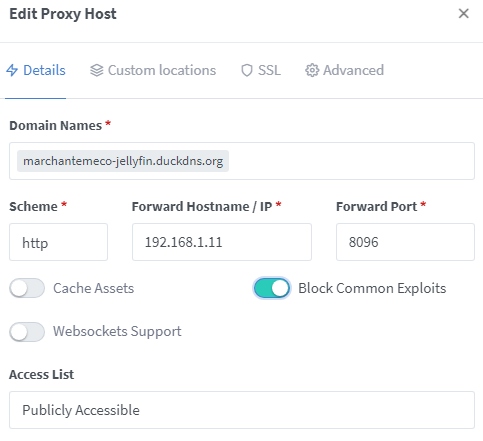 Edit Proxy Host
Details Custom locations SSL Advanced
Domain Names *
marchantemeco-jellyfin.duckdns.org
Scheme * Forward Hostname / IP * Forward Port *
http 192.168.1.11 8096
Cache Assets Block Common Exploits
Websockets Support
Access List
Publicly Accessible